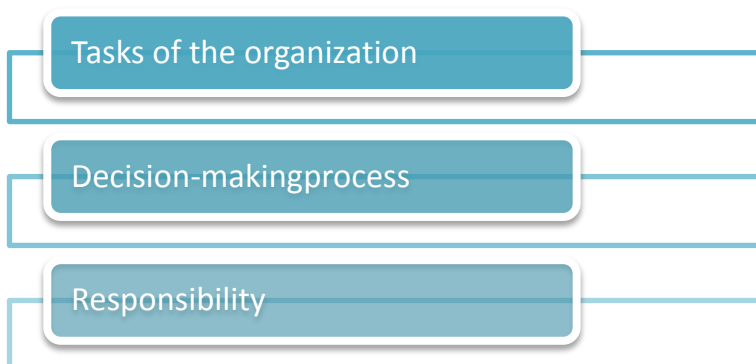 Tasks of the organization
Decision-makingprocess
Responsibility